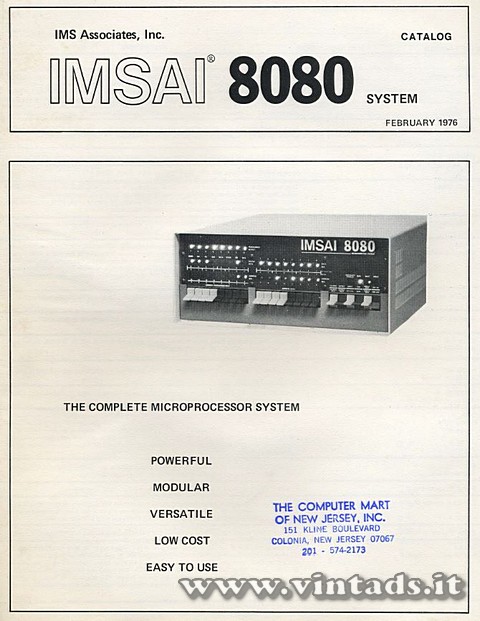 IMS Associates, Inc.
CATALOG
IMSAI® 8080 SYSTEM
FEBRUARY 1976
IMSAI 8080
THE COMPLETE MICROPROCESSOR SYSTEM
POWERFUL
MODULAR
VERSATILE
LOW COST
EASY TO USE
THE COMPUTER MART
OF NEW JERSEY, INC.
151 KLINE BOULEVARD
COLONIA, NEW JERSEY 07067
201 - 574-2173
www.vintads.it